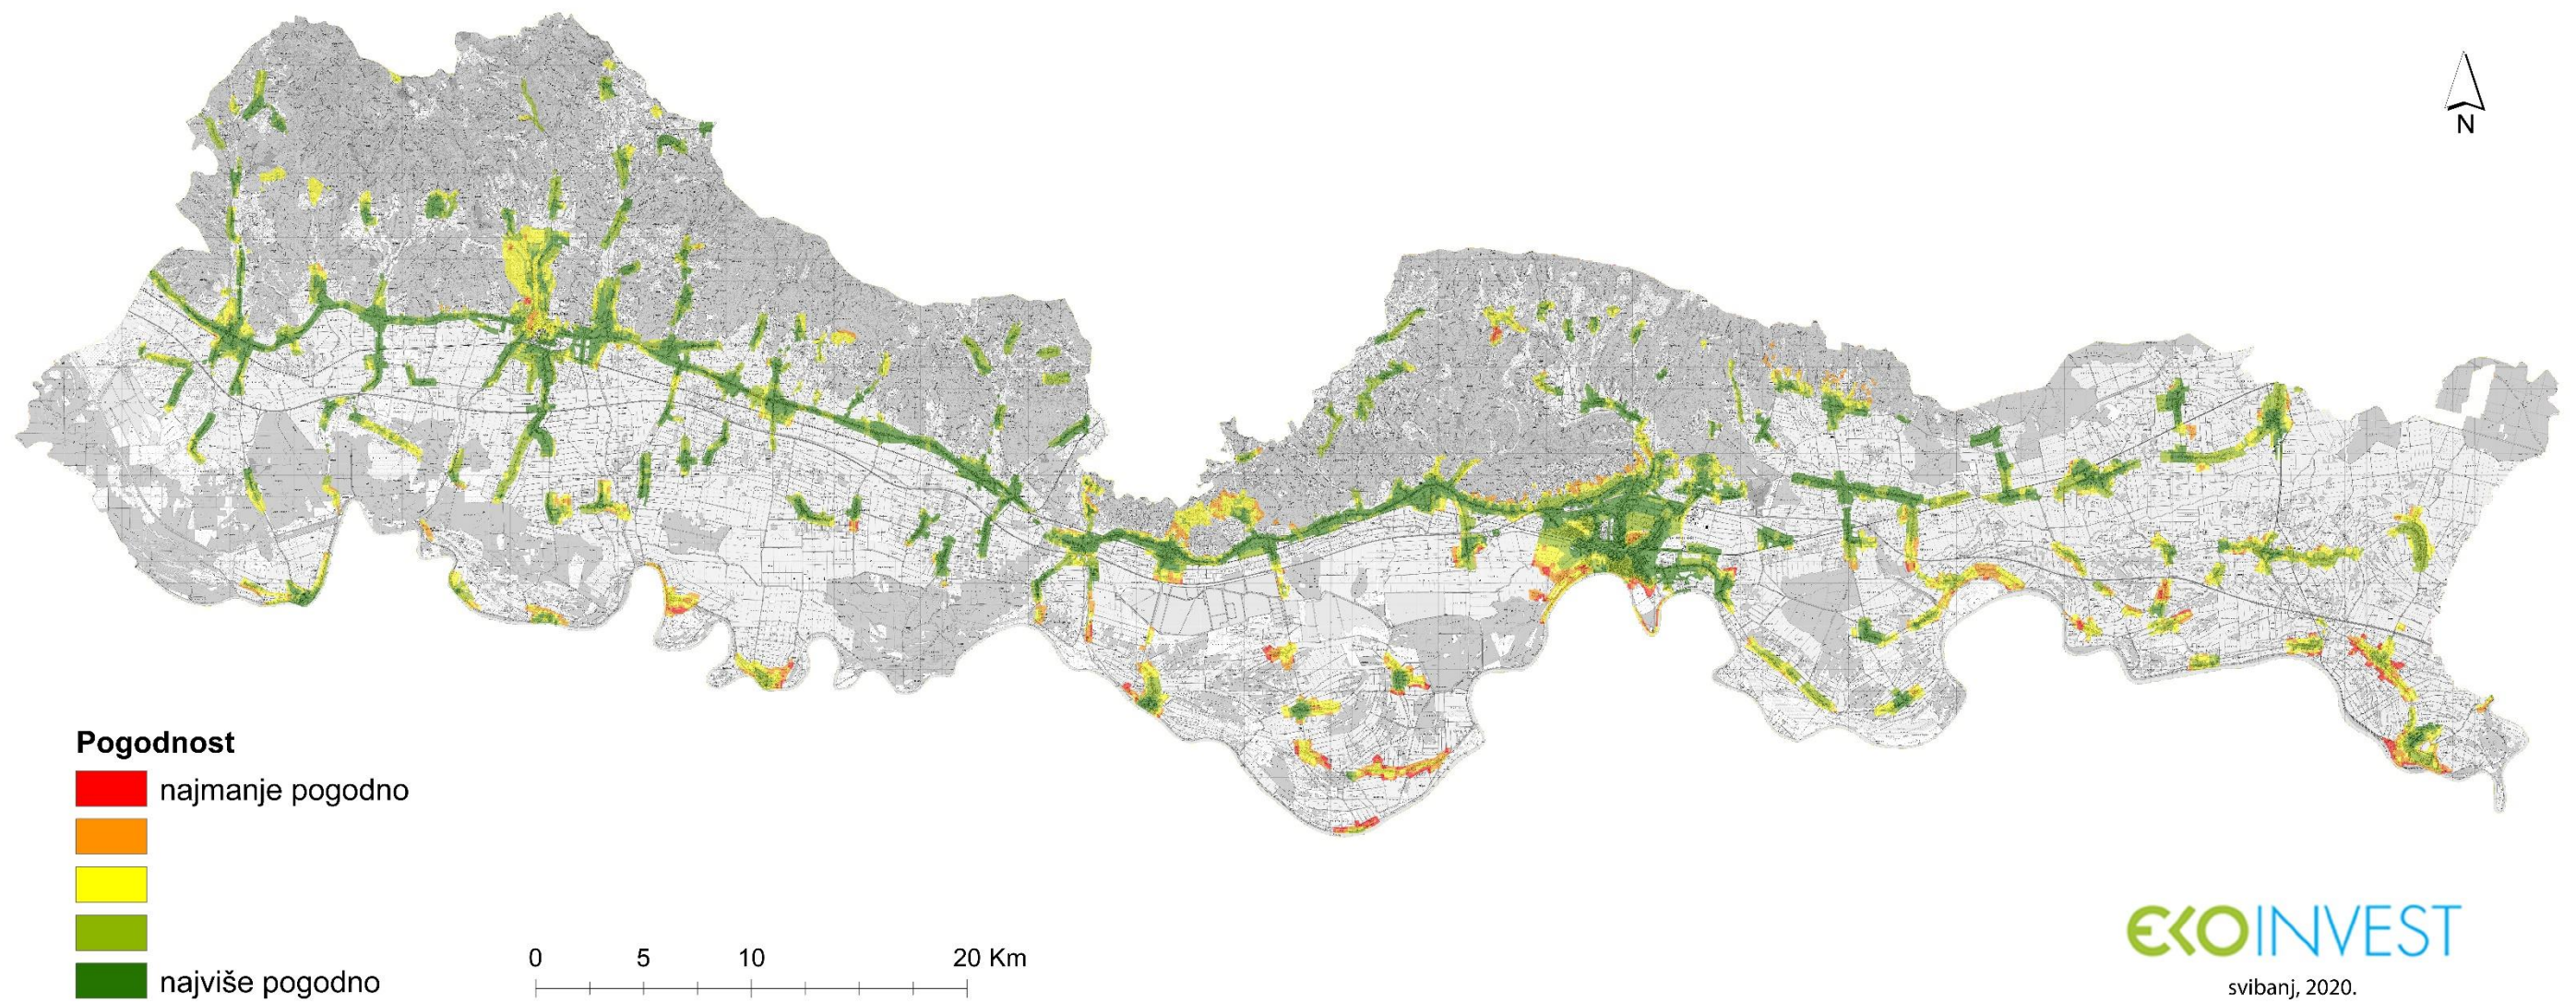 N
Pogodnost
najmanje pogodno
najviše pogodno
0 5 10 20 Km
EKOINVEST
svibanj, 2020.